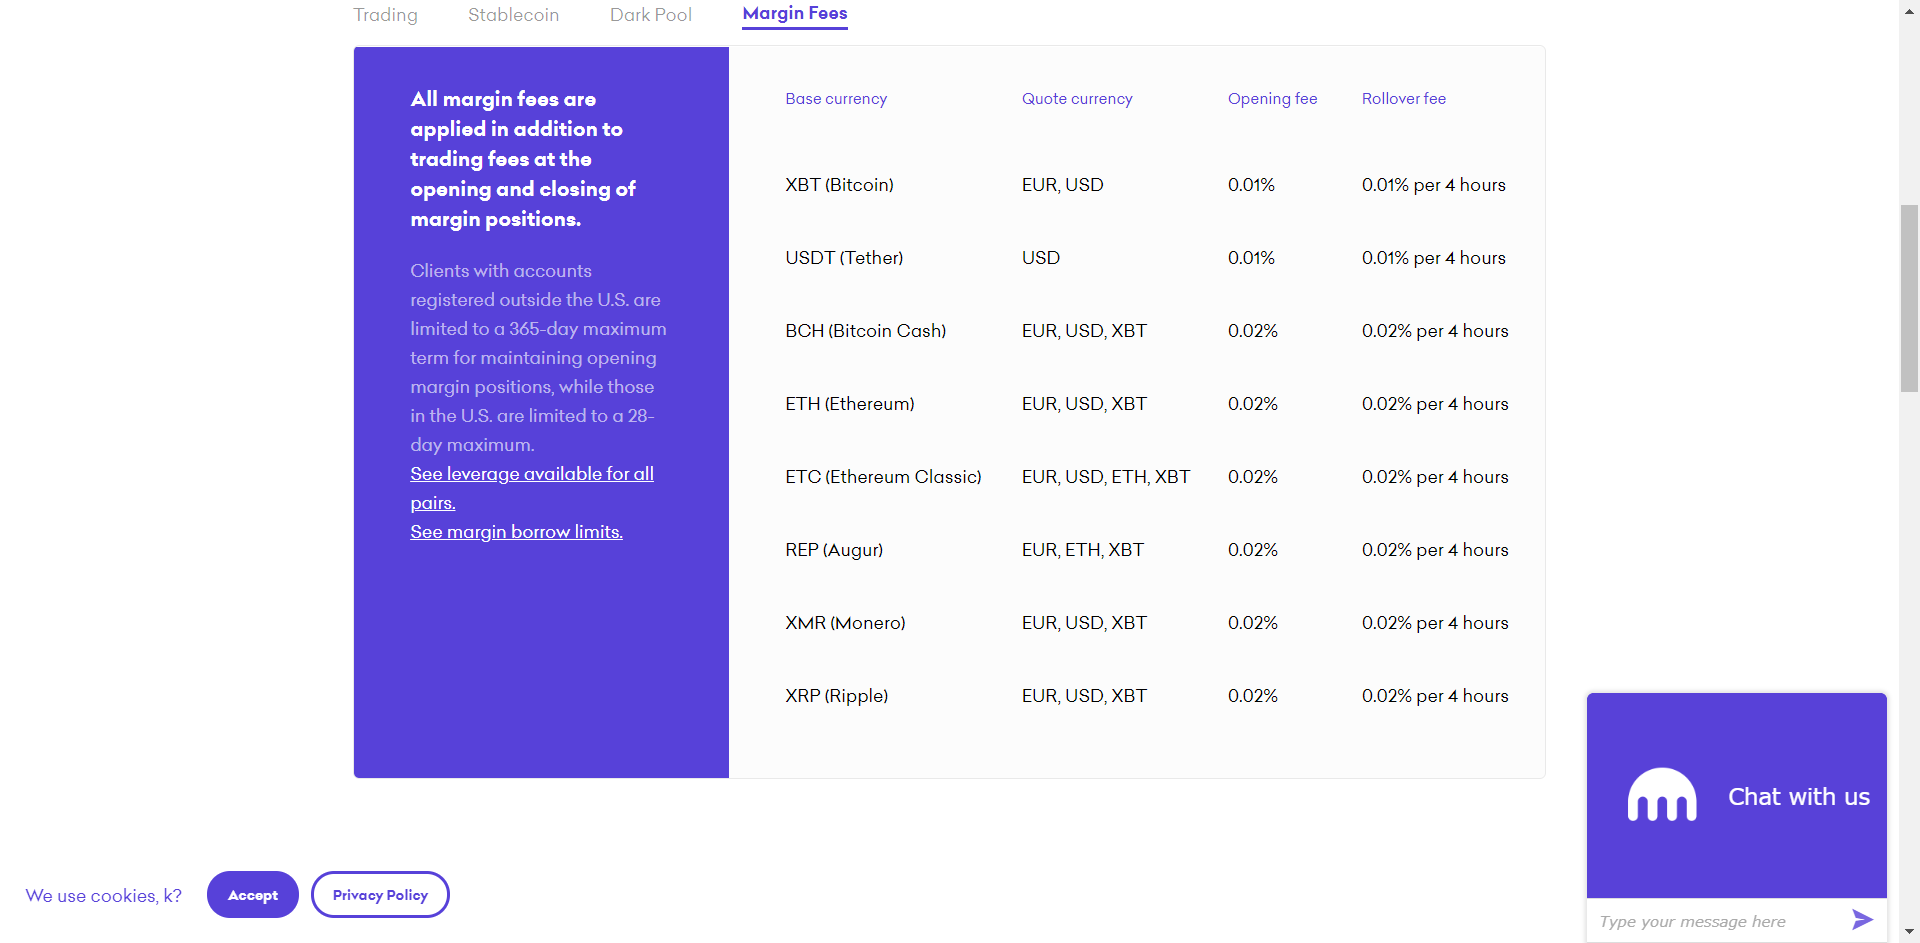 Trading Stablecoin Dark Pool Margin Fees
All margin fees are
applied in addition to
trading fees at the
opening and closing of
margin positions.
Clients with accounts
registered outside the U.S. are
limited to a 365-day maximum
term for maintaining opening
margin positions, while those
in the U.S. are limited to a 28-
day maximum.
See leverage available for all
pairs.
See margin borrow limits.
Base currency Quote currency Opening fee Rollover fee
XBT (Bitcoin) EUR, USD 0.01% 0.01% per 4 hours
USDT (Tether) USD 0.01% 0.01% per 4 hours
BCH (Bitcoin Cash) EUR, USD, XBT 0.02% 0.02% per 4 hours
ETH (Ethereum) EUR, USD, XBT 0.02% 0.02% per 4 hours
ETC (Ethereum Classic) EUR, USD, ETH, XBT 0.02% 0.02% per 4 hours
REP (Augur) EUR, ETH, XBT 0.02% 0.02% per 4 hours
XMR (Monero) EUR, USD, XBT 0.02% 0.02% per 4 hours
XRP (Ripple) EUR, USD, XBT 0.02% 0.02% per 4 hours
Chat with us
Type your message here
We use cookies, k? Accept Privacy Policy